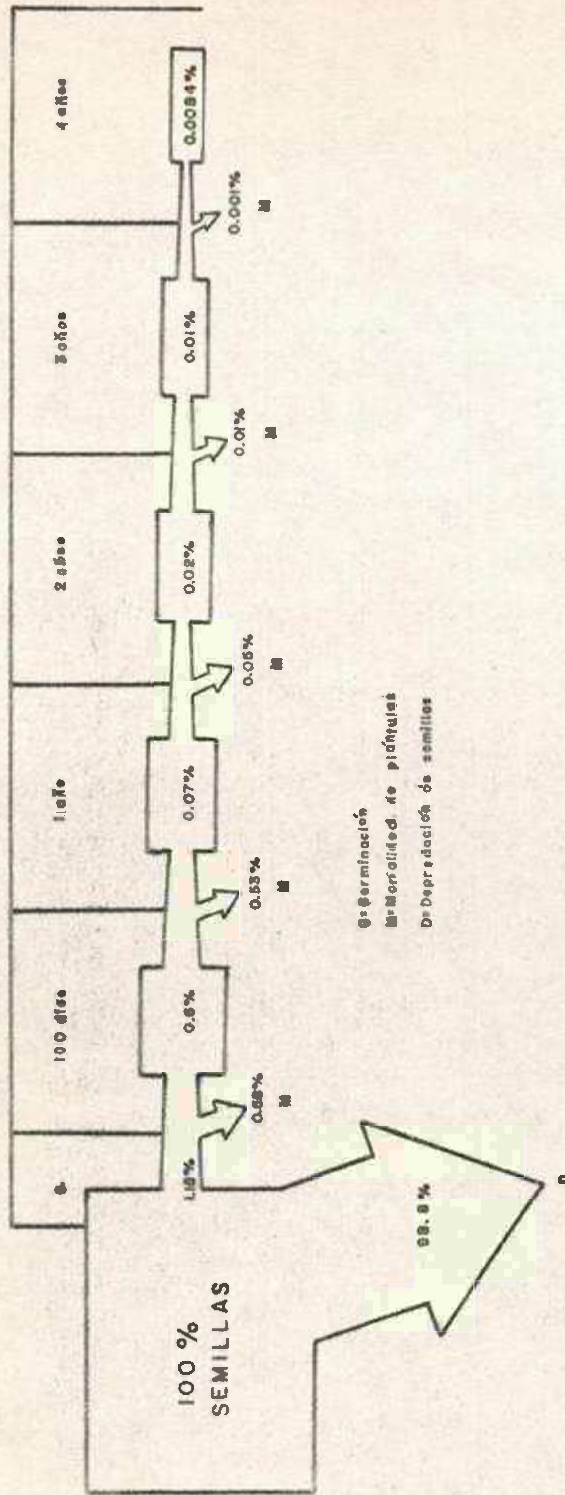 G
100 días
1 año
2 años
3 años
4 años
100 %
SEMILLAS
1.18%
0.6%
0.07%
0.02%
0.01%
0.0084%
0.58%
M
0.53%
M
0.05%
M
0.01%
M
0.001%
M
98.8%
D
G=Germinación
M=Mortalidad de plántulas
D=Depredación de semillas